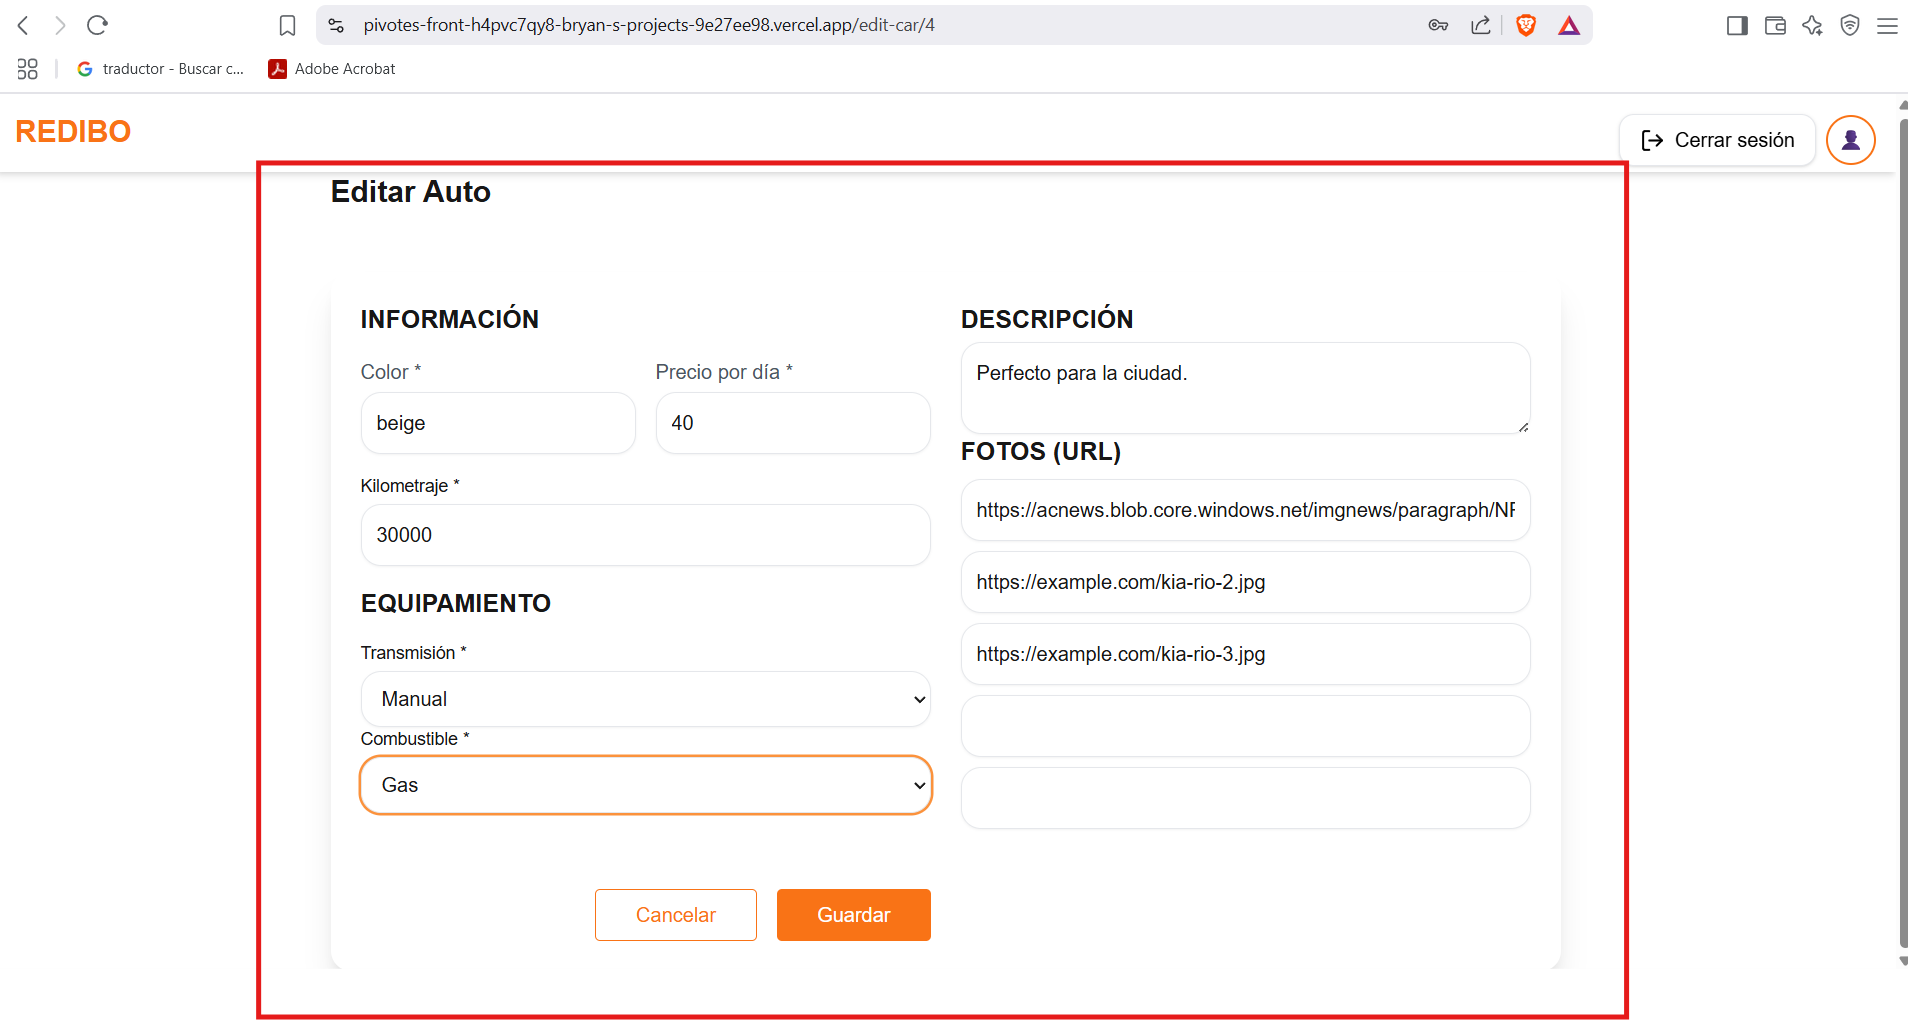 pivotes-front-h4pvc7qy8-bryan-s-projects-9e27ee98.vercel.app/edit-car/4
traductor - Buscar c...
Adobe Acrobat
REDIBO
Cerrar sesión
Editar Auto
INFORMACIÓN
Color *
Precio por día *
beige
40
Kilometraje *
30000
EQUIPAMIENTO
Transmisión *
Manual
Combustible *
Gas
Cancelar
Guardar
DESCRIPCIÓN
Perfecto para la ciudad.
FOTOS (URL)
https://acnews.blob.core.windows.net/imgnews/paragraph/NF
https://example.com/kia-rio-2.jpg
https://example.com/kia-rio-3.jpg